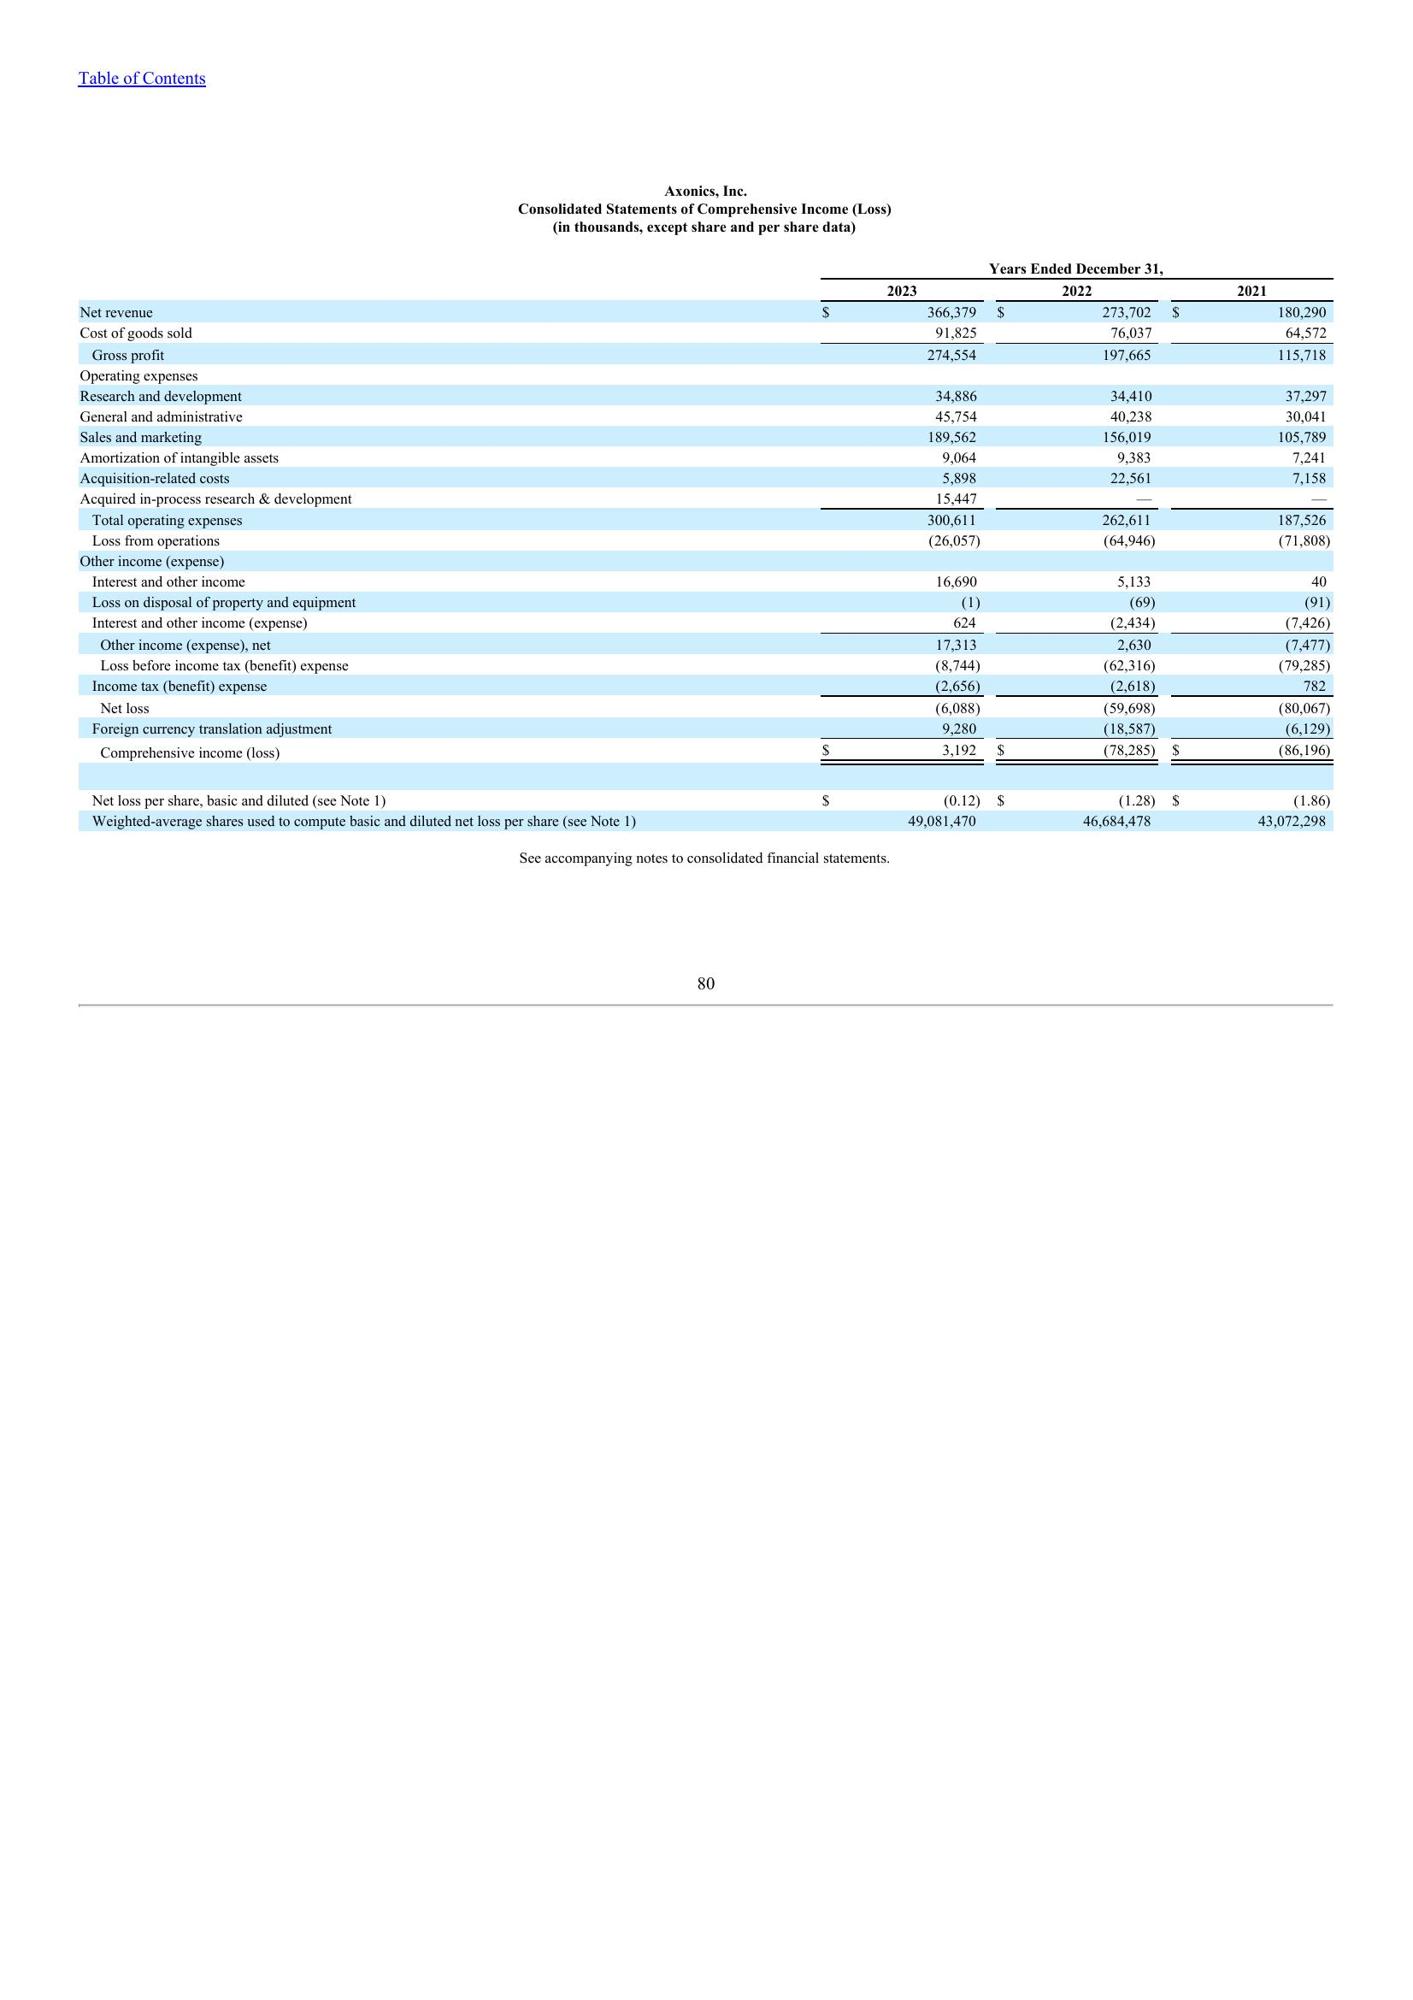 Table of Contents
Axonics, Inc.
Consolidated Statements of Comprehensive Income (Loss)
(in thousands, except share and per share data)
Years Ended December 31,
2023 2022 2021
Net revenue $ 366,379 $ 273,702 $ 180,290
Cost of goods sold 91,825 76,037 64,572
Gross profit 274,554 197,665 115,718
Operating expenses
Research and development 34,886 34,410 37,297
General and administrative 45,754 40,238 30,041
Sales and marketing 189,562 156,019 105,789
Amortization of intangible assets 9,064 9,383 7,241
Acquisition-related costs 5,898 22,561 7,158
Acquired in-process research & development 15,447 — —
Total operating expenses 300,611 262,611 187,526
Loss from operations (26,057) (64,946) (71,808)
Other income (expense)
Interest and other income 16,690 5,133 40
Loss on disposal of property and equipment (1) (69) (91)
Interest and other income (expense) 624 (2,434) (7,426)
Other income (expense), net 17,313 2,630 (7,477)
Loss before income tax (benefit) expense (8,744) (62,316) (79,285)
Income tax (benefit) expense (2,656) (2,618) 782
Net loss (6,088) (59,698) (80,067)
Foreign currency translation adjustment 9,280 (18,587) (6,129)
Comprehensive income (loss) $ 3,192 $ (78,285) $ (86,196)
Net loss per share, basic and diluted (see Note 1) $ (0.12) $ (1.28) $ (1.86)
Weighted-average shares used to compute basic and diluted net loss per share (see Note 1) 49,081,470 46,684,478 43,072,298
See accompanying notes to consolidated financial statements.
80